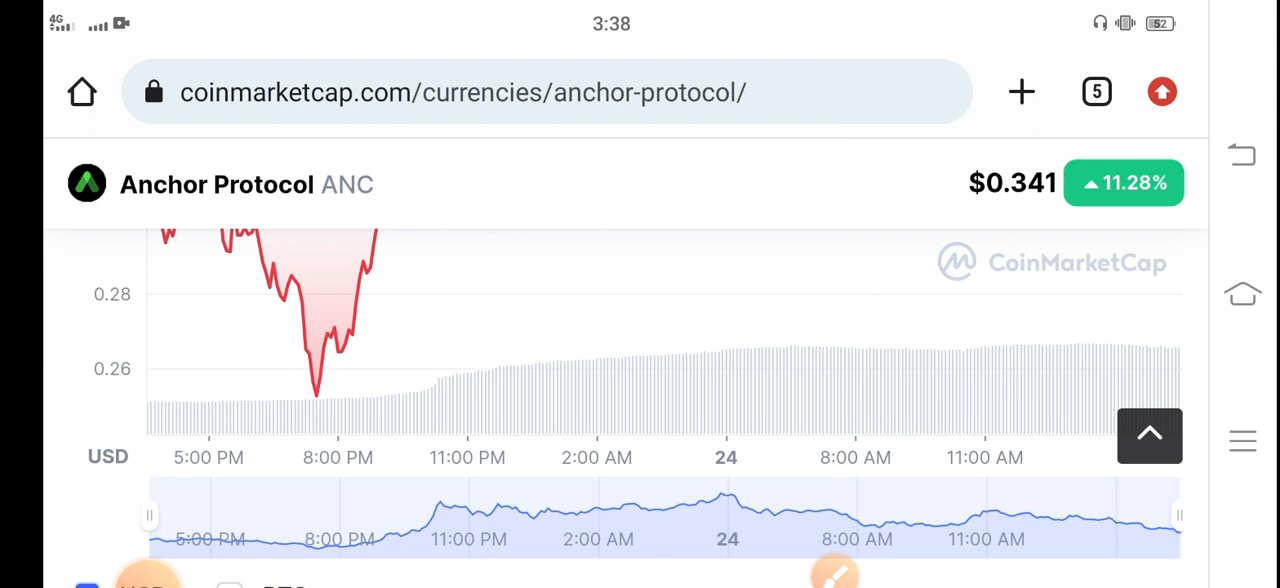 4G 3:38 52
coinmarketcap.com/currencies/anchor-protocol/ 5
Anchor Protocol ANC $0.341 11.28%
CoinMarketCap
0.28
0.26
USD 5:00 PM 8:00 PM 11:00 PM 2:00 AM 24 8:00 AM 11:00 AM
5:00 PM 8:00 PM 11:00 PM 2:00 AM 24 8:00 AM 11:00 AM